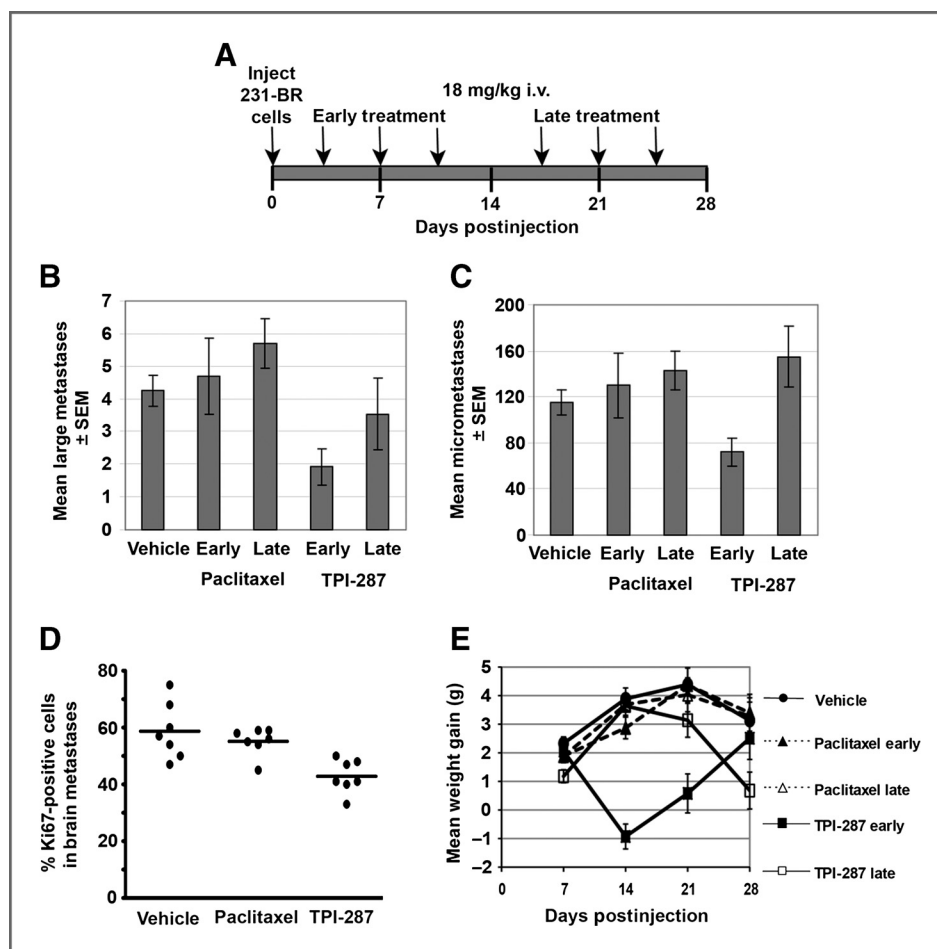 A
Inject
231-BR
cells
18 mg/kg i.v.
Early treatment
Late treatment
0 7 14 21 28
Days postinjection
B
Mean large metastases
± SEM
7
6
5
4
3
2
1
0
Vehicle Early Late Early Late
Paclitaxel TPI-287
C
Mean micrometastases
± SEM
200
160
120
80
40
0
Vehicle Early Late Early Late
Paclitaxel TPI-287
D
% Ki67-positive cells
in brain metastases
80
60
40
20
0
Vehicle Paclitaxel TPI-287
E
Mean weight gain (g)
5
4
3
2
1
0
–1
–2
0 7 14 21 28
Days postinjection
Vehicle
Paclitaxel early
Paclitaxel late
TPI-287 early
TPI-287 late